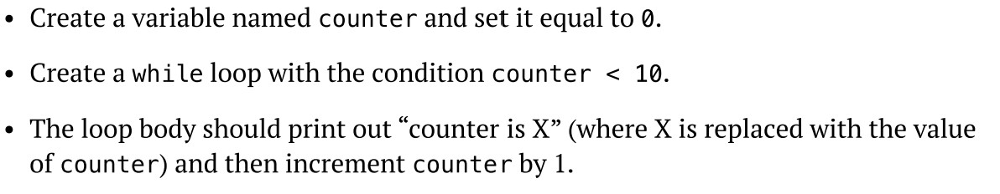 • Create a variable named counter and set it equal to 0.
• Create a while loop with the condition counter < 10.
• The loop body should print out “counter is X” (where X is replaced with the value
of counter) and then increment counter by 1.